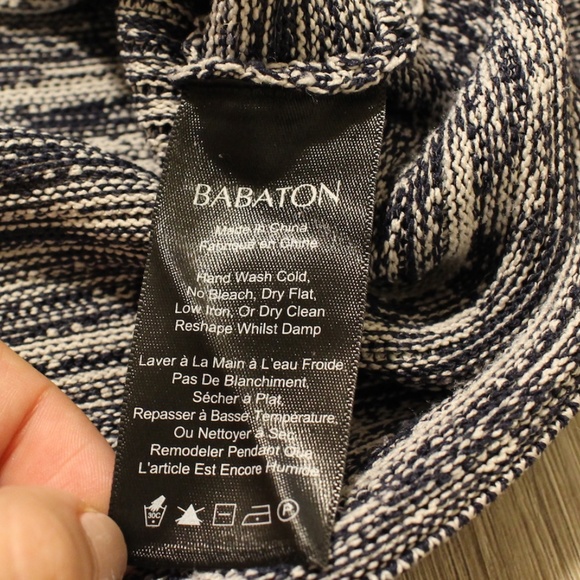 BABATON
Made in China
Fabriqué en Chine
Hand Wash Cold,
No Bleach, Dry Flat,
Low Iron, Or Dry Clean
Reshape Whilst Damp
Laver à La Main à L'eau Froide
Pas De Blanchiment,
Sécher à Plat,
Repasser à Basse Température,
Ou Nettoyer à Sec,
Remodeler Pendant Que
L'article Est Encore Humide
30C P